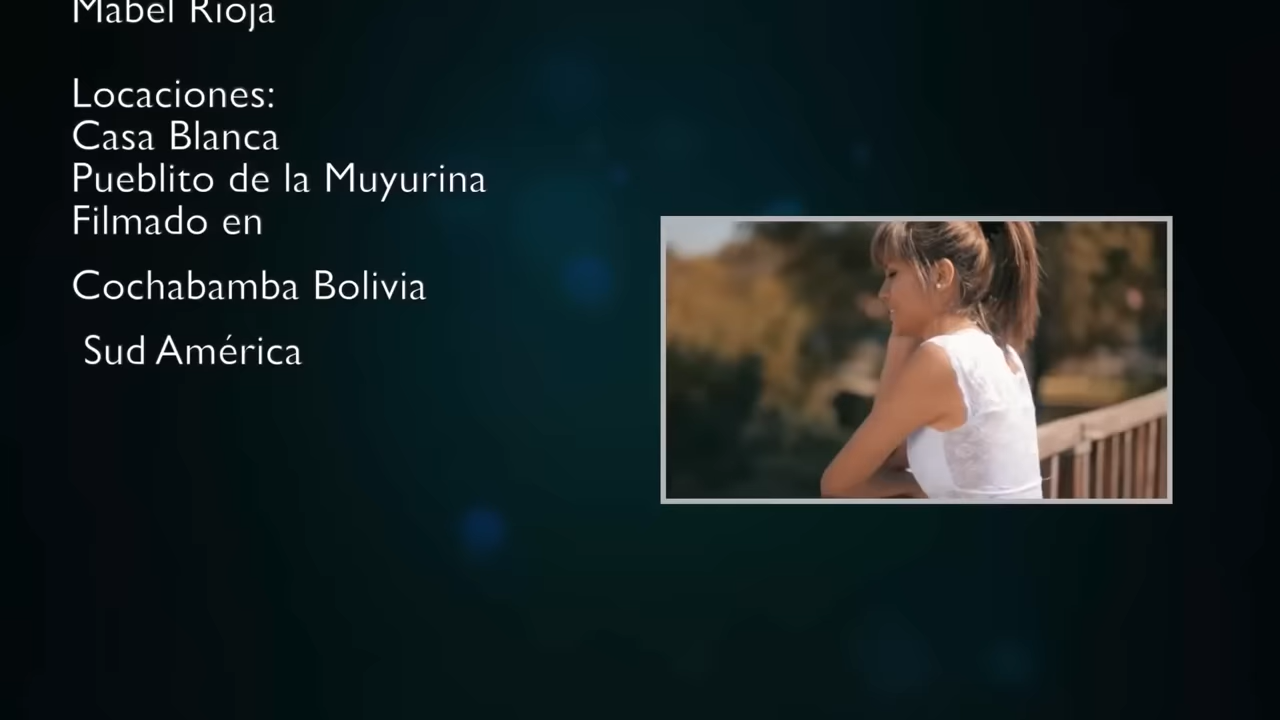 Mabel Rioja
Locaciones:
Casa Blanca
Pueblito de la Muyurina
Filmado en
Cochabamba Bolivia
Sud América